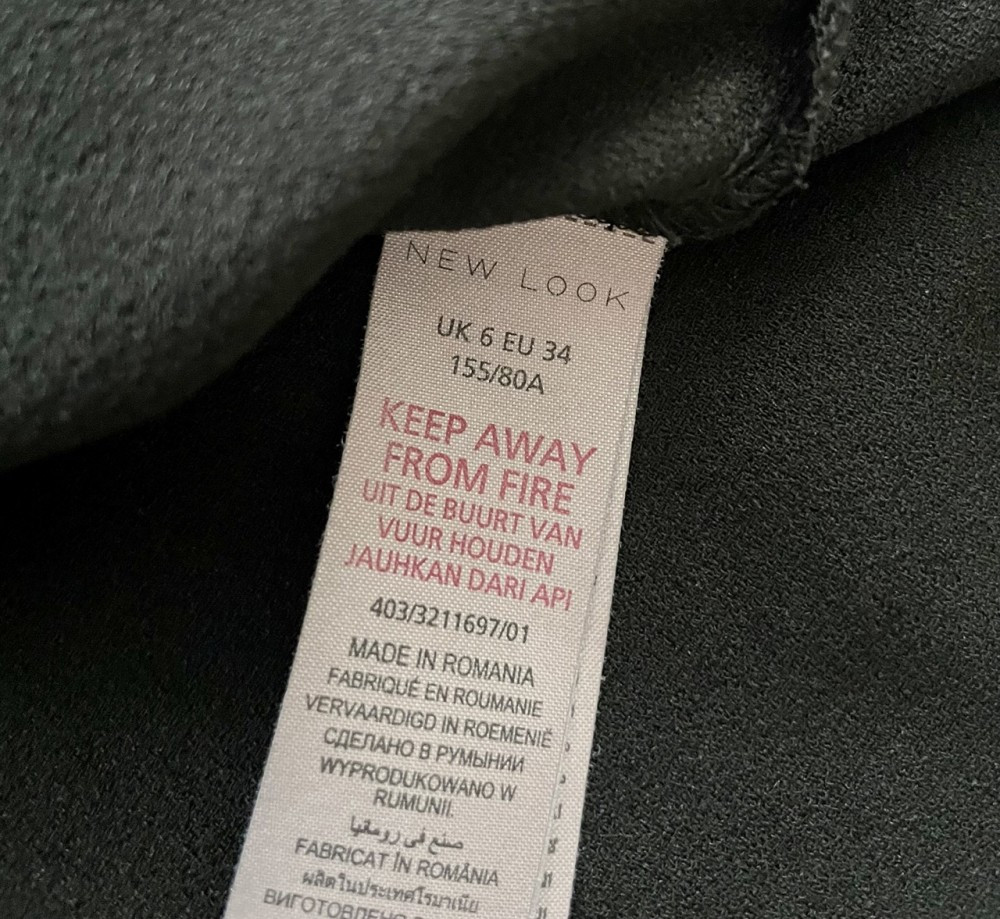 NEW LOOK
UK 6 EU 34
155/80A
KEEP AWAY
FROM FIRE
UIT DE BUURT VAN
VUUR HOUDEN
JAUHKAN DARI API
403/3211697/01
MADE IN ROMANIA
FABRIQUÉ EN ROUMANIE
VERVAARDIGD IN ROEMENIË
СДЕЛАНО В РУМЫНИИ
WYPRODUKOWANO W
RUMUNII.
صنع في رومانيا
FABRICAT ÎN ROMÂNIA
ผลิตในประเทศโรมาเนีย